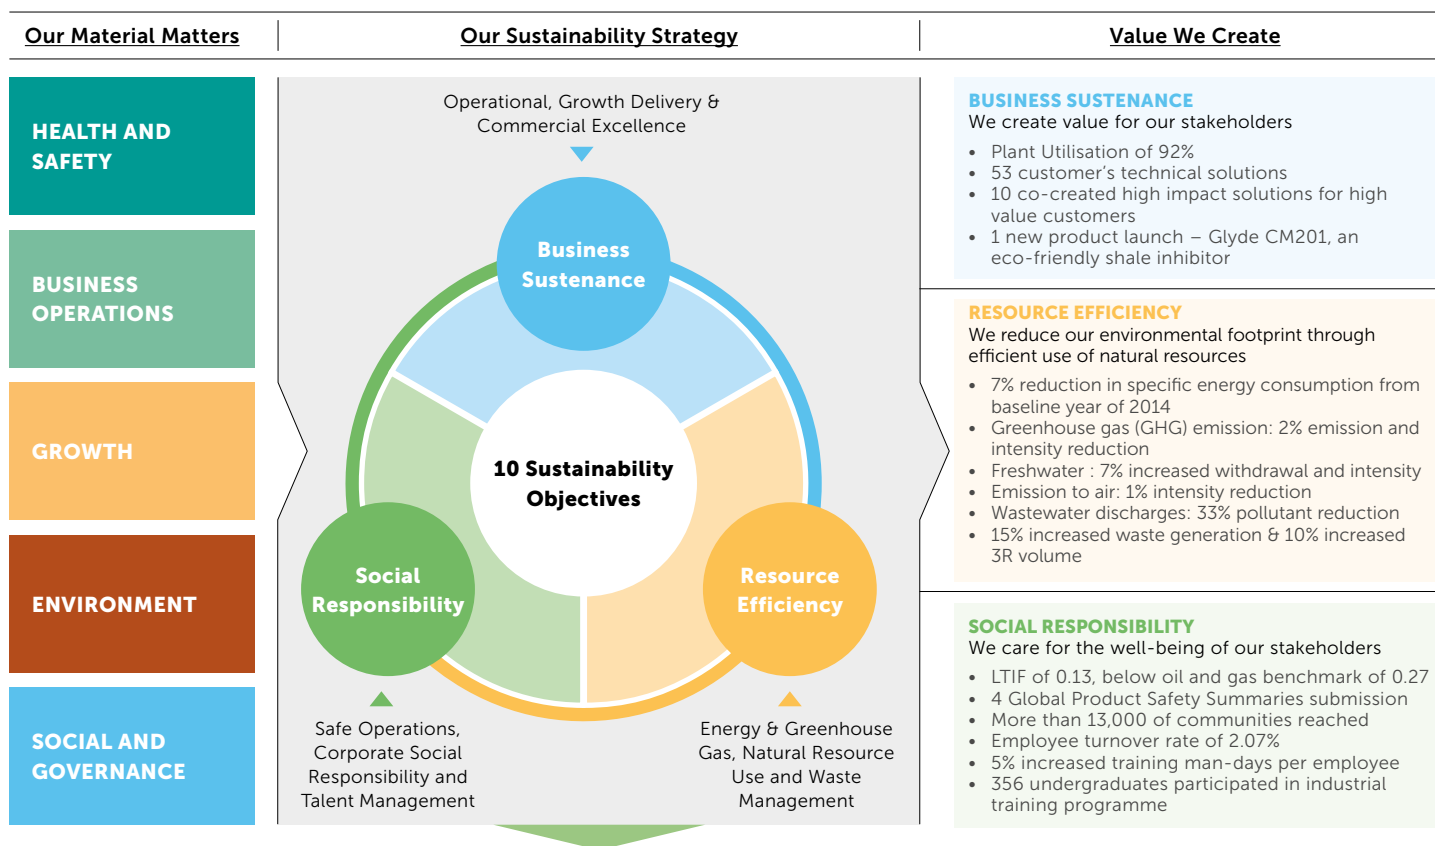 Our Material Matters
Our Sustainability Strategy
Value We Create
HEALTH AND
SAFETY
BUSINESS
OPERATIONS
GROWTH
ENVIRONMENT
SOCIAL AND
GOVERNANCE
Operational, Growth Delivery &
Commercial Excellence
Business
Sustenance
10 Sustainability
Objectives
Social
Responsibility
Resource
Efficiency
Safe Operations,
Corporate Social
Responsibility and
Talent Management
Energy & Greenhouse
Gas, Natural Resource
Use and Waste
Management
BUSINESS SUSTENANCE
We create value for our stakeholders
• Plant Utilisation of 92%
• 53 customer's technical solutions
• 10 co-created high impact solutions for high
value customers
• 1 new product launch – Glyde CM201, an
eco-friendly shale inhibitor
RESOURCE EFFICIENCY
We reduce our environmental footprint through
efficient use of natural resources
• 7% reduction in specific energy consumption from
baseline year of 2014
• Greenhouse gas (GHG) emission: 2% emission and
intensity reduction
• Freshwater : 7% increased withdrawal and intensity
• Emission to air: 1% intensity reduction
• Wastewater discharges: 33% pollutant reduction
• 15% increased waste generation & 10% increased
3R volume
SOCIAL RESPONSIBILITY
We care for the well-being of our stakeholders
• LTIF of 0.13, below oil and gas benchmark of 0.27
• 4 Global Product Safety Summaries submission
• More than 13,000 of communities reached
• Employee turnover rate of 2.07%
• 5% increased training man-days per employee
• 356 undergraduates participated in industrial
training programme